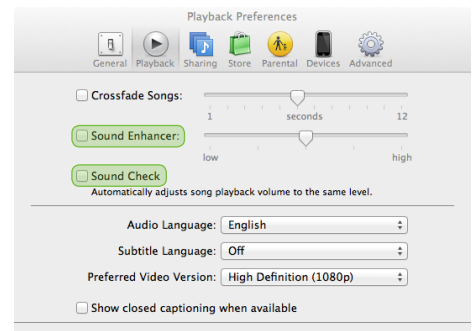 Playback Preferences
General Playback Sharing Store Parental Devices Advanced
Crossfade Songs:
1 seconds 12
Sound Enhancer:
low high
Sound Check
Automatically adjusts song playback volume to the same level.
Audio Language: English
Subtitle Language: Off
Preferred Video Version: High Definition (1080p)
Show closed captioning when available